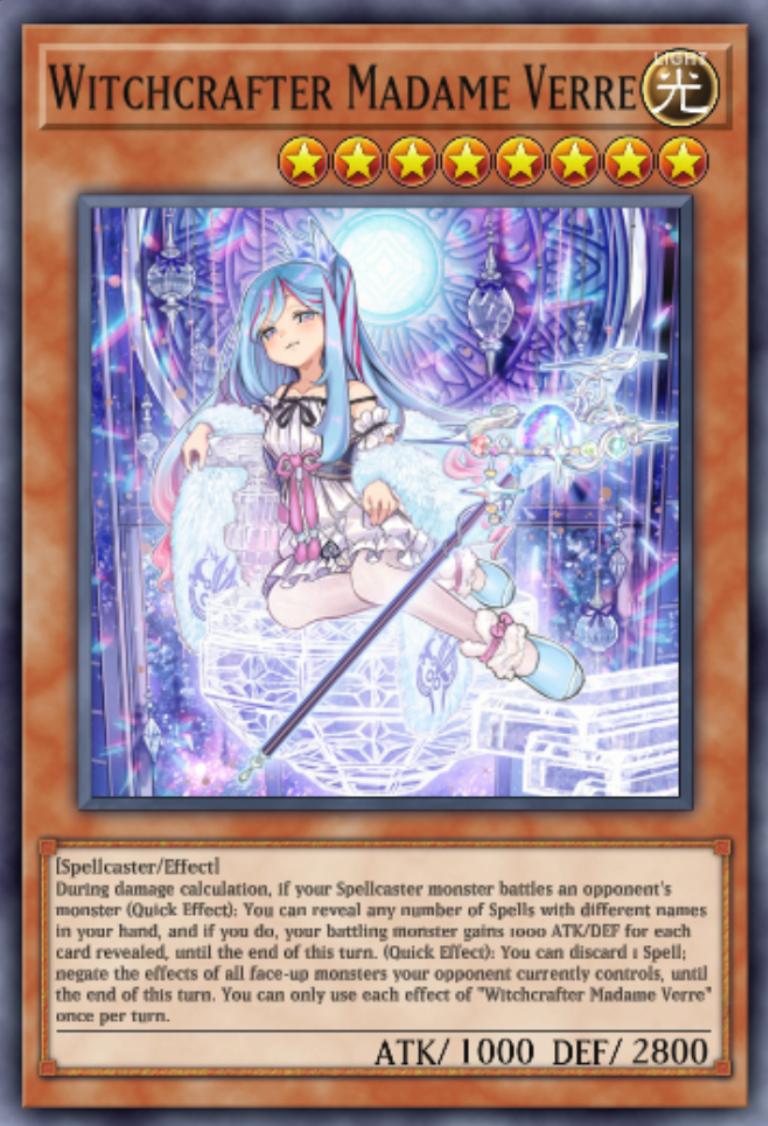 WITCHCRAFTER MADAME VERRE
LIGHT
光
[Spellcaster/Effect]
During damage calculation, if your Spellcaster monster battles an opponent's
monster (Quick Effect): You can reveal any number of Spells with different names
in your hand, and if you do, your battling monster gains 1000 ATK/DEF for each
card revealed, until the end of this turn. (Quick Effect): You can discard 1 Spell;
negate the effects of all face-up monsters your opponent currently controls, until
the end of this turn. You can only use each effect of "Witchcrafter Madame Verre"
once per turn.
ATK/ 1000 DEF/ 2800